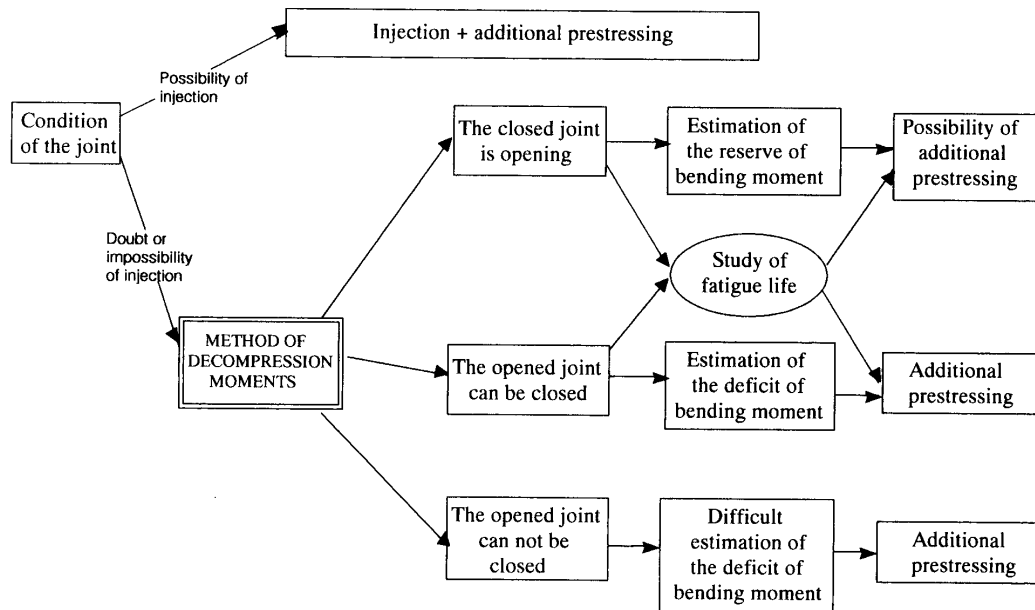 Injection + additional prestressing
Possibility of
injection
Condition
of the joint
Doubt or
impossibility
of injection
METHOD OF
DECOMPRESSION
MOMENTS
The closed joint
is opening
Estimation of
the reserve of
bending moment
Possibility of
additional
prestressing
Study of
fatigue life
The opened joint
can be closed
Estimation of
the deficit of
bending moment
Additional
prestressing
The opened joint
can not be
closed
Difficult
estimation of
the deficit of
bending moment
Additional
prestressing